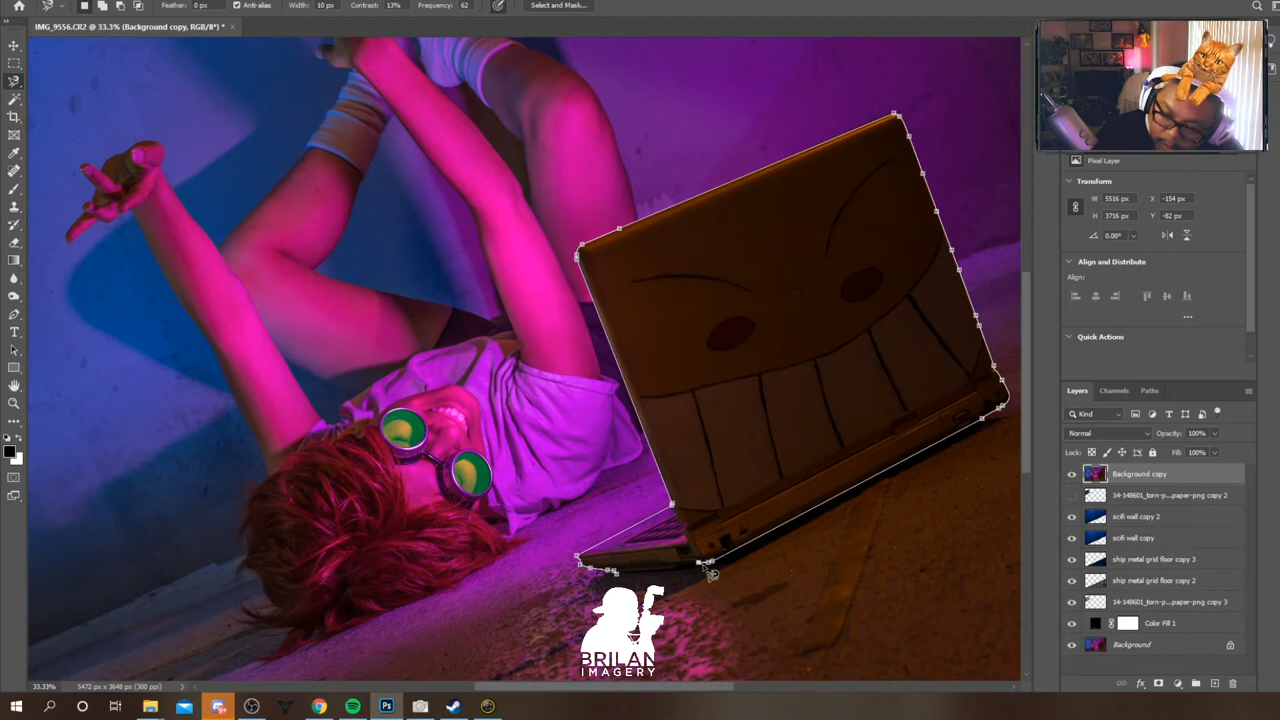 Feather: 0 px Anti-alias Width: 10 px Contrast: 13% Frequency: 62 Select and Mask...
IMG_9556.CR2 @ 33.3% (Background copy, RGB/8*) * ×
Pixel Layer
Transform
W 5516 px X -154 px
H 3716 px Y -82 px
0.00°
Align and Distribute
Align:
Quick Actions
Layers Channels Paths
Kind
Normal Opacity: 100%
Lock: Fill: 100%
Background copy
14-148601_torn-p...paper-png copy 2
scifi wall copy 2
scifi wall copy
ship metal grid floor copy 3
ship metal grid floor copy 2
14-148601_torn-p...paper-png copy 3
Color Fill 1
Background
fx
BRILAN
IMAGERY
33.33% 5472 px x 3648 px (300 ppi)
Ps